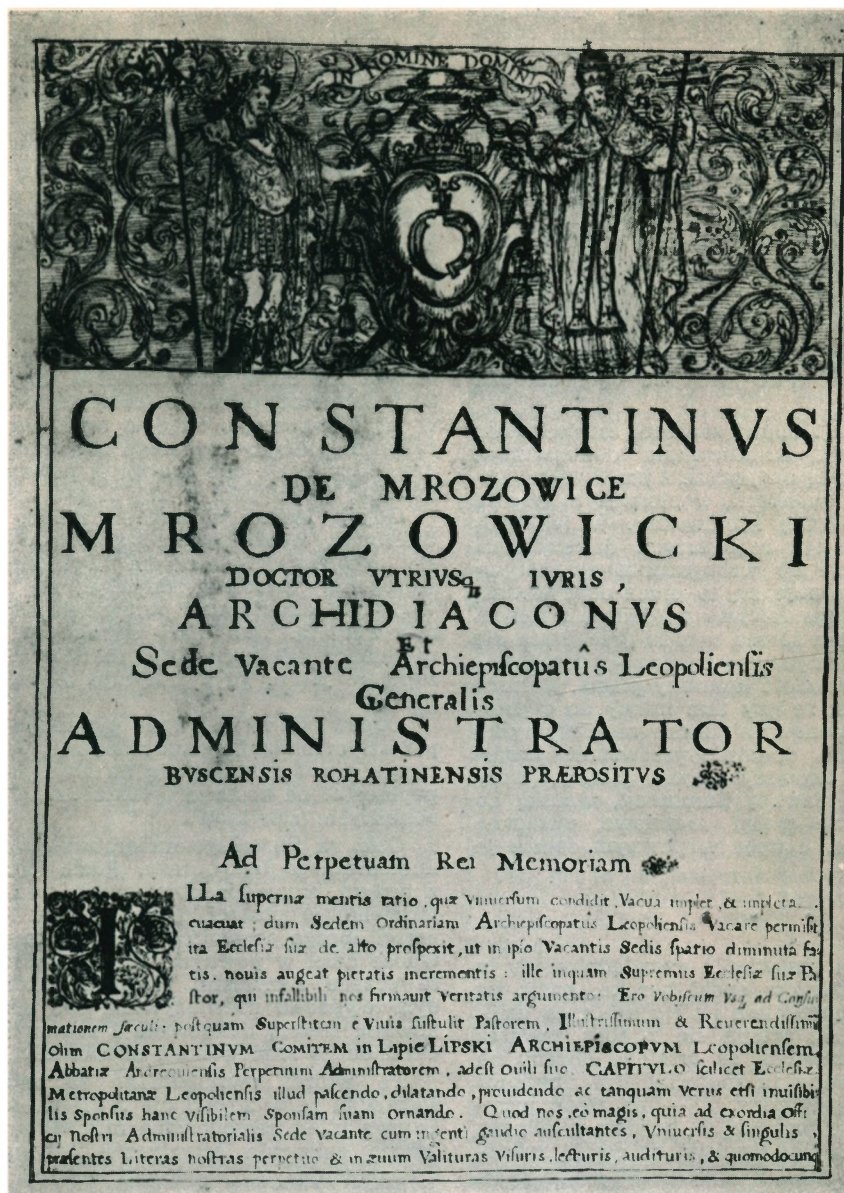 IN NOMINE DOMINI
CONSTANTINVS
DE MROZOWICE
MROZOWICKI
DOCTOR VTRIVSq IVRIS,
ARCHIDIACONVS
Et
Sede Vacante Archiepiscopatûs Leopoliensis
Generalis
ADMINISTRATOR
BVSCENSIS ROHATINENSIS PRÆPOSITVS
Ad Perpetuam Rei Memoriam
ILLa supernæ mentis ratio, quæ Vniuersum condidit, Vacua implet, & impleta
euacuat; dum Sedem Ordinariam Archiepiscopatus Leopoliensis Vacare permisit
ita Ecclesiæ suæ de alto prospexit, ut in ipso Vacantis Sedis spatio diminuta fa
tis, nouis augeat pietatis incrementis: ille inquam Supremus Ecclesiæ suæ Pa
stor, qui infallibili nos firmauit Veritatis argumento: Ero Vobiscum Usq ad Consu
mationem sæculi: postquam Superstitem e Viuis sustulit Pastorem, Illustrissimum & Reuerendissimū
olim CONSTANTINVM COMITEM in Lipie LIPSKI ARCHIEPISCOPVM Leopoliensem,
Abbatiæ Perpetuum Administratorem, adest Ouili suo, CAPITVLO scilicet Ecclesiæ
Metropolitanæ Leopoliensis illud pascendo, dilatando, prouidendo ac tanquam Verus etsi inuisibi
lis Sponsus hanc Visibilem Sponsam suam ornando. Quod nos, eò magis, quia ad exordia Offi
cij Nostri Administratorialis Sede Vacante cum ingenti gaudio auscultantes, Vniuersis & singulis,
præsentes Literas nostras perpetuo & in æuum Valituras Visuris, lecturis, audituris, & quomodocunq